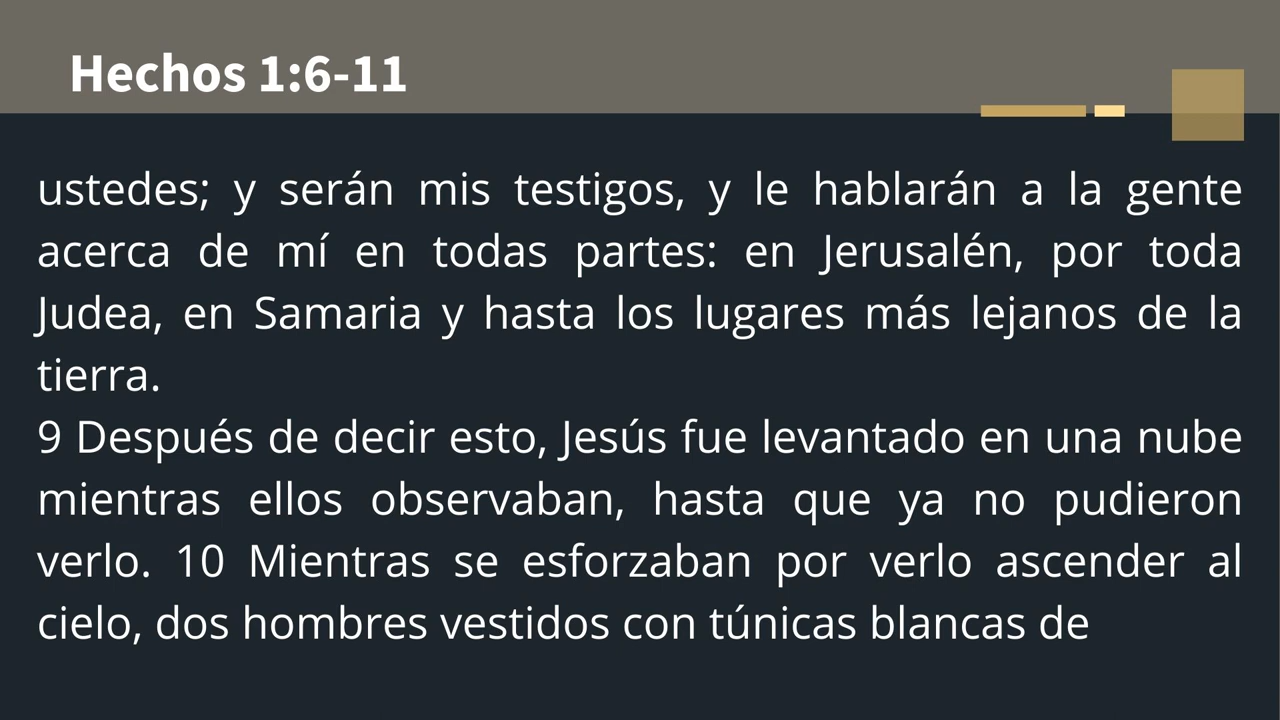 Hechos 1:6-11
ustedes; y serán mis testigos, y le hablarán a la gente
acerca de mí en todas partes: en Jerusalén, por toda
Judea, en Samaria y hasta los lugares más lejanos de la
tierra.
9 Después de decir esto, Jesús fue levantado en una nube
mientras ellos observaban, hasta que ya no pudieron
verlo. 10 Mientras se esforzaban por verlo ascender al
cielo, dos hombres vestidos con túnicas blancas de